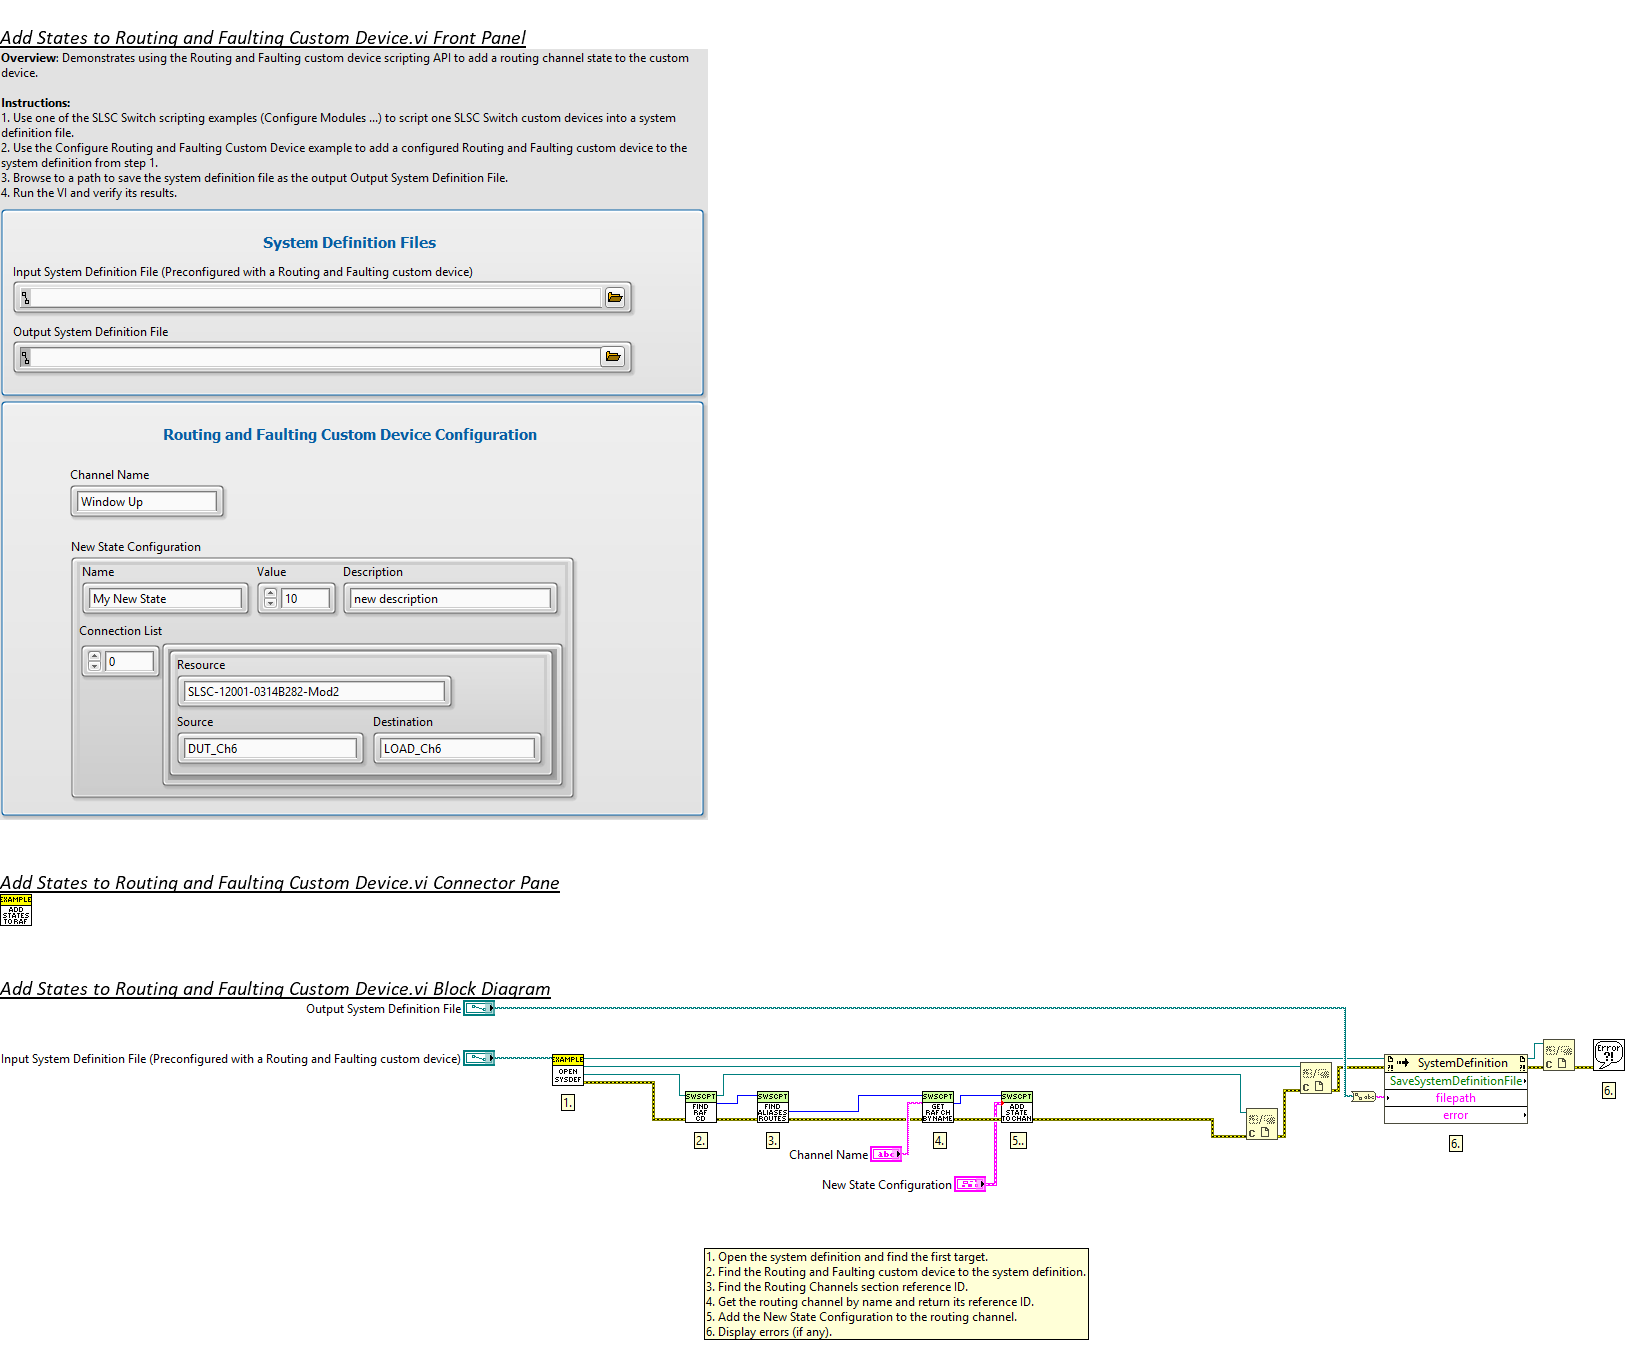 Add States to Routing and Faulting Custom Device.vi Front Panel
Overview: Demonstrates using the Routing and Faulting custom device scripting API to add a routing channel state to the custom
device.
Instructions:
1. Use one of the SLSC Switch scripting examples (Configure Modules ...) to script one SLSC Switch custom devices into a system
definition file.
2. Use the Configure Routing and Faulting Custom Device example to add a configured Routing and Faulting custom device to the
system definition from step 1.
3. Browse to a path to save the system definition file as the output Output System Definition File.
4. Run the VI and verify its results.
System Definition Files
Input System Definition File (Preconfigured with a Routing and Faulting custom device)
Output System Definition File
Routing and Faulting Custom Device Configuration
Channel Name
Window Up
New State Configuration
Name Value Description
My New State 10 new description
Connection List
0
Resource
SLSC-12001-0314B282-Mod2
Source Destination
DUT_Ch6 LOAD_Ch6
Add States to Routing and Faulting Custom Device.vi Connector Pane
EXAMPLE
ADD
STATES
TO RAF
Add States to Routing and Faulting Custom Device.vi Block Diagram
Output System Definition File
Input System Definition File (Preconfigured with a Routing and Faulting custom device)
EXAMPLE
OPEN
SYSDEF
1.
SWSCPT
FIND
RAF
CD
2.
SWSCPT
FIND
ALIASES
ROUTES
3.
SWSCPT
GET
RAF CH
BY NAME
4.
SWSCPT
ADD
STATE
TO CHAN
5..
Channel Name abc
New State Configuration
SystemDefinition
SaveSystemDefinitionFile
filepath
error
6.
Error
?!
6.
1. Open the system definition and find the first target.
2. Find the Routing and Faulting custom device to the system definition.
3. Find the Routing Channels section reference ID.
4. Get the routing channel by name and return its reference ID.
5. Add the New State Configuration to the routing channel.
6. Display errors (if any).